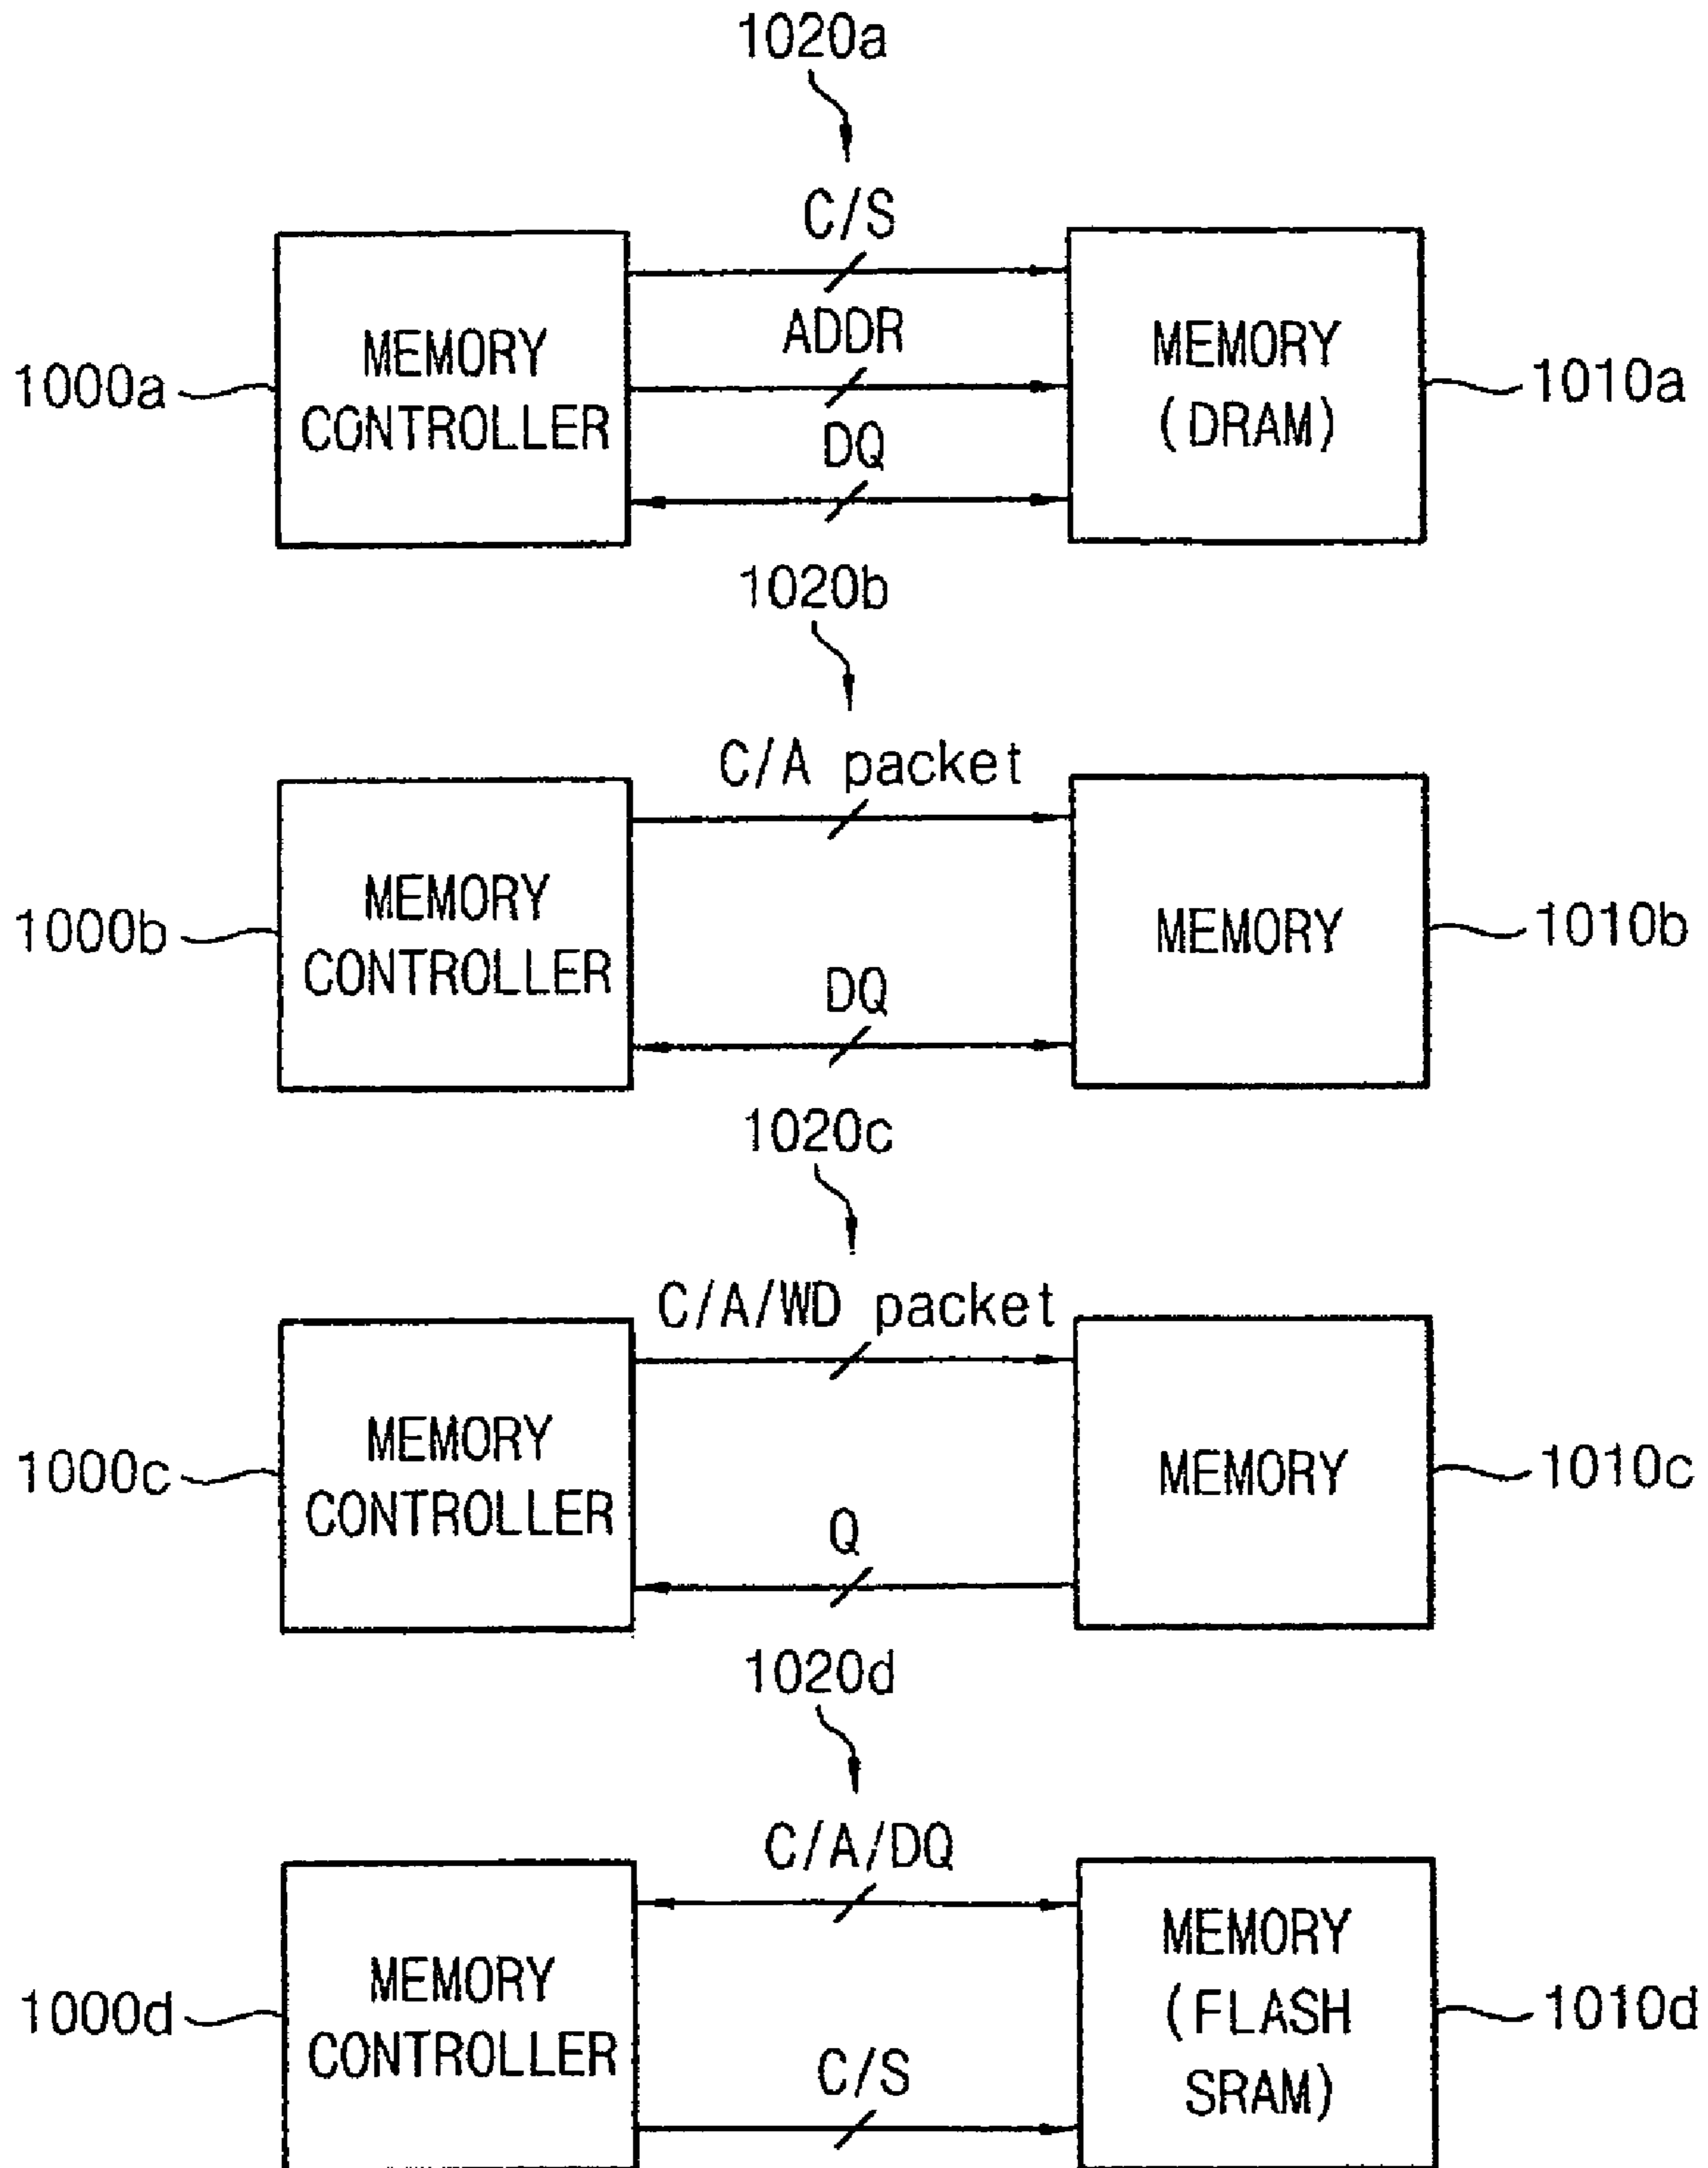 1020a
C/S
MEMORY
CONTROLLER
ADDR
DQ
MEMORY
(DRAM)
1000a
1010a
1020b
C/A packet
MEMORY
CONTROLLER
DQ
MEMORY
1000b
1010b
1020c
C/A/WD packet
MEMORY
CONTROLLER
Q
MEMORY
1000c
1010c
1020d
C/A/DQ
MEMORY
CONTROLLER
C/S
MEMORY
(FLASH
SRAM)
1000d
1010d